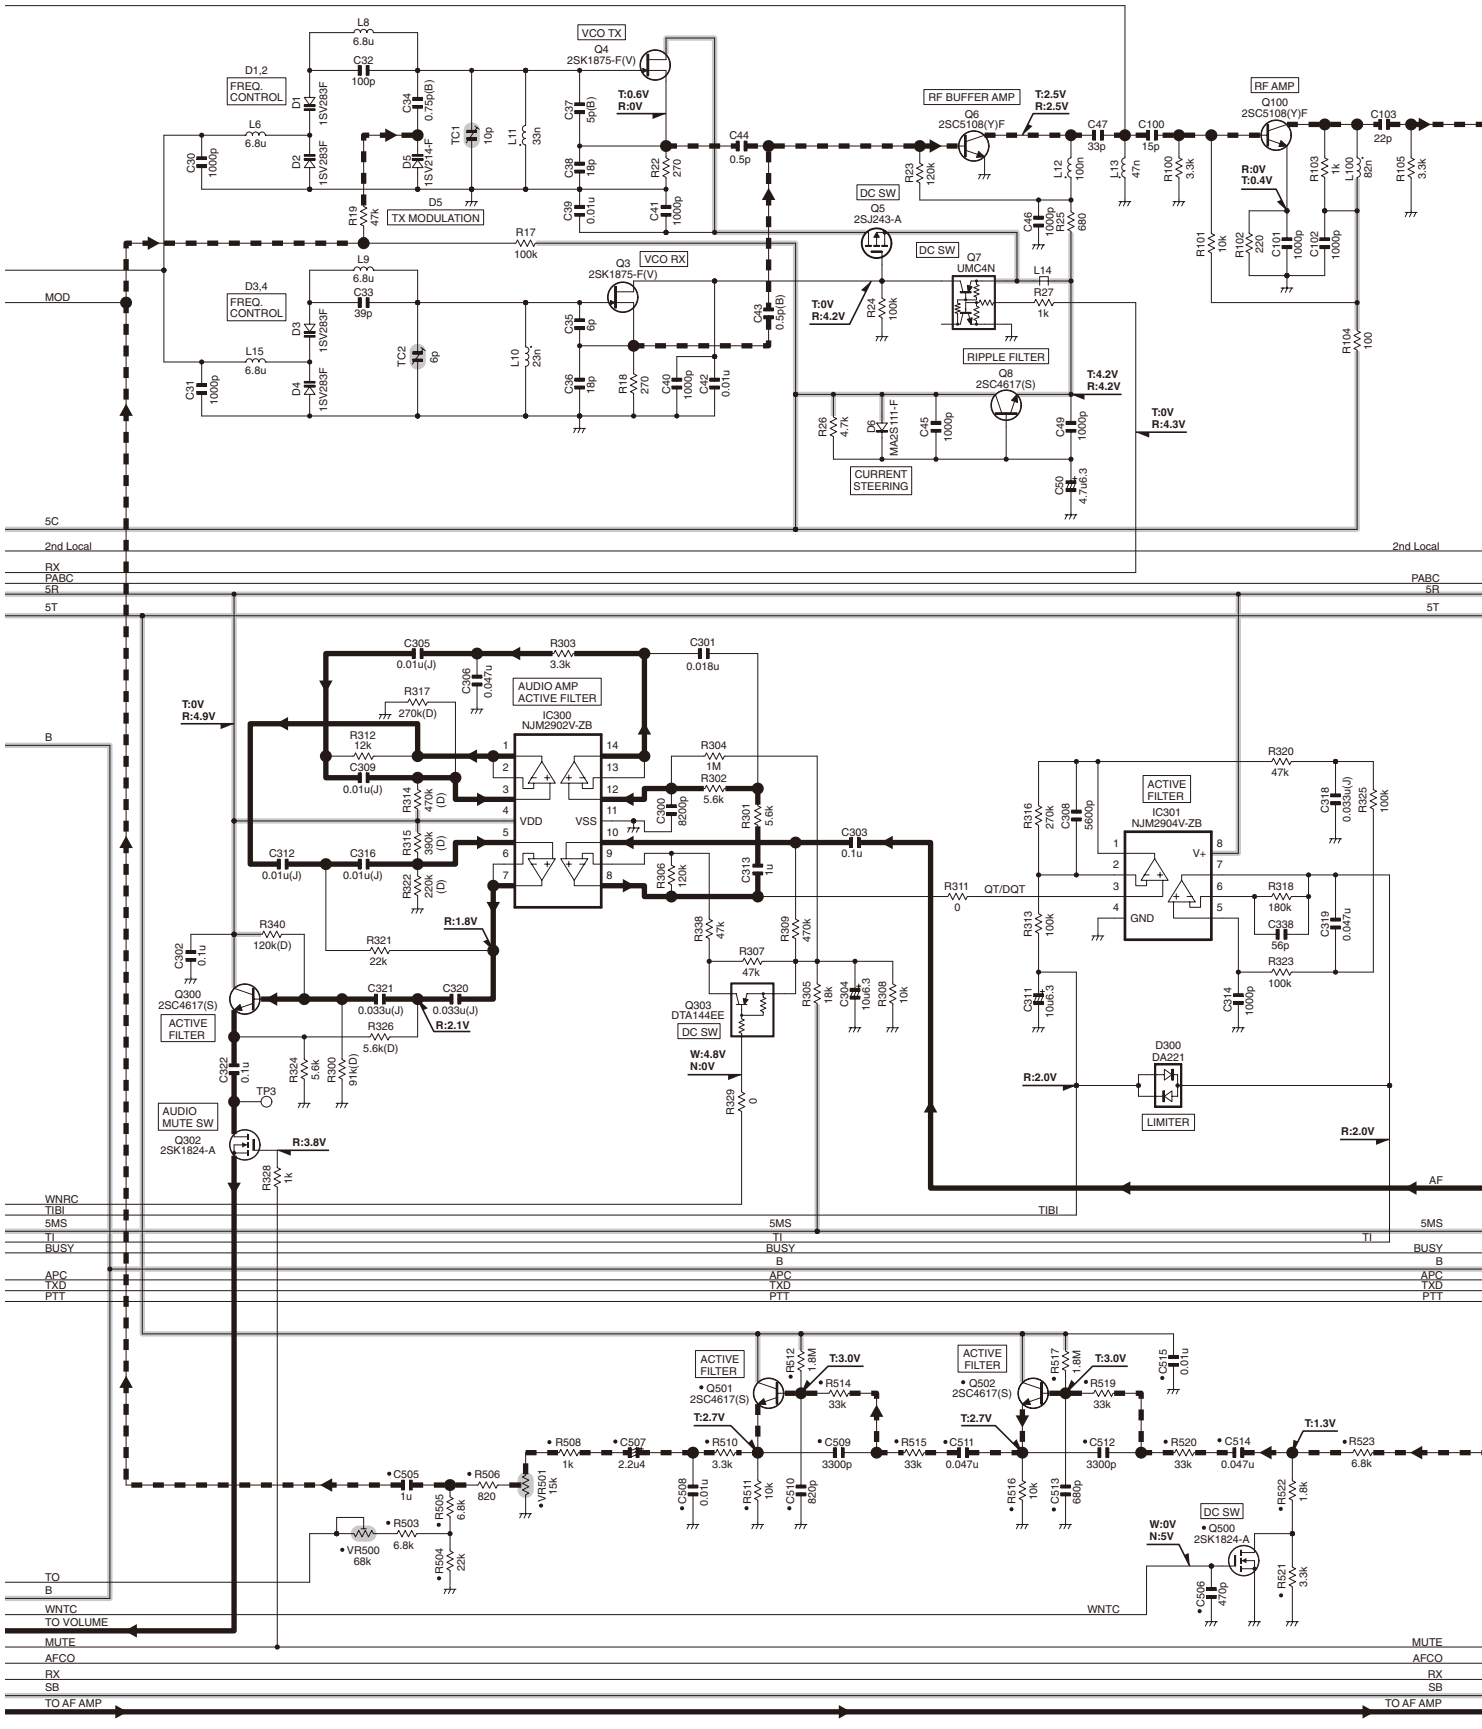 L8
6.8u
C32
100p
D1,2
FREQ.
CONTROL
D1
1SV283F
D2
1SV283F
L6
6.8u
C30
1000p
C34
0.75p(B)
D5
1SV214-F
D5
TX MODULATION
R19
47k
TC1
10p
L11
33n
VCO TX
Q4
2SK1875-F(V)
C37
5p(B)
T:0.6V
R:0V
C38
18p
R22
270
C39
0.01u
C41
1000p
C44
0.5p
R17
100k
L9
6.8u
C33
39p
D3,4
FREQ.
CONTROL
MOD
D3
1SV283F
D4
1SV283F
L15
6.8u
C31
1000p
TC2
6p
L10
23n
VCO RX
Q3
2SK1875-F(V)
C35
6p
C36
18p
R18
270
C40
1000p
C42
0.01u
C43
0.5p(B)
RF BUFFER AMP
Q6
2SC5108(Y)F
T:2.5V
R:2.5V
R23
120k
DC SW
Q5
2SJ243-A
DC SW
Q7
UMC4N
T:0V
R:4.2V
R24
100k
L14
R27
1k
C46
1000p
R25
680
L12
100n
C47
33p
L13
47n
C100
15p
R100
3.3k
RF AMP
Q100
2SC5108(Y)F
R:0V
T:0.4V
R101
10k
R102
220
C101
1000p
C102
1000p
R103
1k
L100
82n
C103
22p
R105
3.3k
R104
100
RIPPLE FILTER
Q8
2SC4617(S)
T:4.2V
R:4.2V
T:0V
R:4.3V
R26
4.7k
D6
MA2S111-F
C45
1000p
C49
1000p
CURRENT
STEERING
C50
4.7u6.3
5C
2nd Local
2nd Local
RX
PABC
PABC
5R
5R
5T
5T
C305
0.01u(J)
C306
0.047u
R303
3.3k
C301
0.018u
R317
270k(D)
AUDIO AMP
ACTIVE FILTER
IC300
NJM2902V-ZB
T:0V
R:4.9V
B
R312
12k
C309
0.01u(J)
R314
470k
(D)
R315
390k
(D)
R322
220k
(D)
C312
0.01u(J)
C316
0.01u(J)
1
2
3
4
5
6
7
VDD
VSS
14
13
12
11
10
9
8
R304
1M
R302
5.6k
C300
8200p
R301
5.6k
C303
0.1u
R306
120k
C313
1u
R338
47k
R309
470k
R307
47k
R305
18k
C304
10u6.3
R308
10k
Q303
DTA144EE
DC SW
W:4.8V
N:0V
R329
0
R:1.8V
R340
120k(D)
C302
0.1u
R321
22k
Q300
2SC4617(S)
ACTIVE
FILTER
C321
0.033u(J)
C320
0.033u(J)
R:2.1V
R326
5.6k(D)
R324
5.6k
R300
91k(D)
C322
0.1u
TP3
AUDIO
MUTE SW
Q302
2SK1824-A
R:3.8V
R328
1k
R311
0
QT/DQT
R316
270k
C308
5600p
ACTIVE
FILTER
IC301
NJM2904V-ZB
1
2
3
4
GND
V+
8
7
6
5
R320
47k
C318
0.033u(J)
R325
100k
R318
180k
C338
56p
C319
0.047u
R323
100k
R313
100k
C311
10u6.3
C314
1000p
D300
DA221
LIMITER
R:2.0V
R:2.0V
AF
WNRC
TIBI
TIBI
5MS
5MS
5MS
TI
TI
TI
BUSY
BUSY
BUSY
B
B
APC
APC
APC
TXD
TXD
TXD
PTT
PTT
PTT
ACTIVE
FILTER
• Q501
2SC4617(S)
• R512
1.8M
T:3.0V
• R514
33k
T:2.7V
• R508
1k
• C507
2.2u4
• R510
3.3k
• C509
3300p
• R515
33k
• C511
0.047u
• C508
0.01u
• R511
10k
• C510
820p
• VR501
15k
• C505
1u
• R506
820
• R505
6.8k
• R503
6.8k
• VR500
68k
• R504
22k
ACTIVE
FILTER
• Q502
2SC4617(S)
• R517
1.8M
T:3.0V
• R519
33k
• C515
0.01u
T:2.7V
• C512
3300p
• R520
33k
• C514
0.047u
T:1.3V
• R523
6.8k
• R516
10k
• C513
680p
• R522
1.8k
DC SW
• Q500
2SK1824-A
W:0V
N:5V
• C506
470p
• R521
3.3k
TO
B
WNTC
WNTC
TO VOLUME
MUTE
MUTE
AFCO
AFCO
RX
RX
SB
SB
TO AF AMP
TO AF AMP